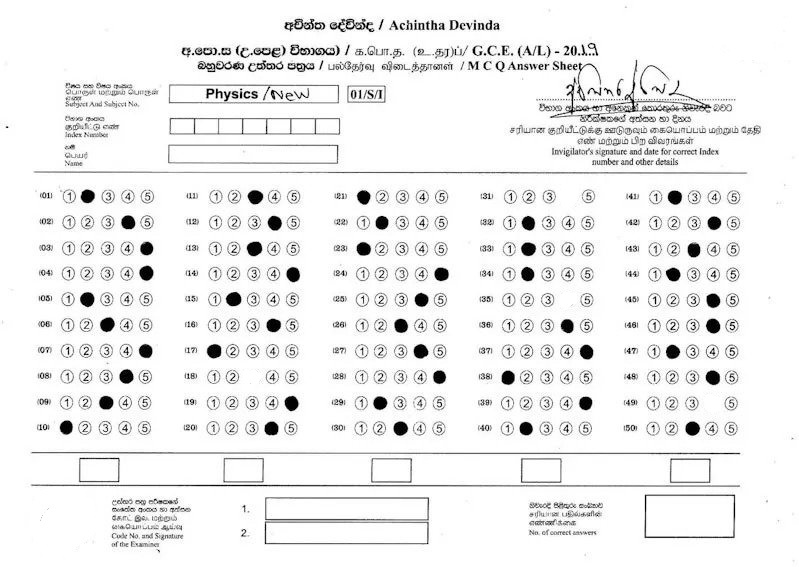 අචින්ත දේවින්ද / Achintha Devinda
අ.පො.ස (උ.පෙළ) විභාගය) / க.பொ.த. (உ.தர)ப்/ G.C.E. (A/L) - 20.19
බහුවරණ උත්තර පත්‍රය / பல்தேர்வு விடைத்தாள் / M C Q Answer Sheet
විෂය සහ විෂය අංකය
பொருள் மற்றும் பொருள்
எண்
Subject And Subject No.
Physics /New
01/S/I
විභාග අංකය
குறியீட்டு எண்
Index Number
නම
பெயர்
Name
විභාග අංකය හා අනෙකුත් තොරතුරු නිවැරදි බවට
නිරීක්ෂකගේ අත්සන හා දිනය
சரியான குறியீட்டுக்கு ஊடுருவும் கையொப்பம் மற்றும் தேதி
எண் மற்றும் பிற விவரங்கள்
Invigilator's signature and date for correct Index
number and other details
(01) ① ● ③ ④ ⑤ (11) ① ② ● ④ ⑤ (21) ● ② ③ ④ ⑤ (31) ① ② ③ ⑤ (41) ① ● ③ ④ ⑤
(02) ① ② ③ ● ⑤ (12) ① ② ③ ● ⑤ (22) ① ● ③ ④ ⑤ (32) ① ● ③ ④ ⑤ (42) ① ② ③ ● ⑤
(03) ① ② ③ ④ ● (13) ① ② ● ④ ⑤ (23) ● ② ③ ④ ⑤ (33) ① ● ③ ④ ⑤ (43) ① ② ● ④ ⑤
(04) ① ② ③ ④ ● (14) ① ② ③ ④ ● (24) ① ② ③ ④ ● (34) ① ● ③ ④ ⑤ (44) ① ● ③ ④ ⑤
(05) ① ● ③ ④ ⑤ (15) ① ● ③ ④ ⑤ (25) ① ② ③ ● ⑤ (35) ① ② ③ ⑤ (45) ① ② ③ ● ⑤
(06) ① ② ● ④ ⑤ (16) ① ② ③ ● ⑤ (26) ① ② ● ④ ⑤ (36) ① ② ③ ● ⑤ (46) ① ② ③ ● ⑤
(07) ① ② ③ ④ ● (17) ● ② ③ ④ ⑤ (27) ① ② ③ ● ⑤ (37) ① ② ③ ④ ● (47) ① ● ③ ④ ⑤
(08) ① ② ③ ● ⑤ (18) ① ② ④ ⑤ (28) ① ② ③ ④ ● (38) ● ② ③ ④ ⑤ (48) ① ② ③ ● ⑤
(09) ① ② ● ④ ⑤ (19) ① ② ③ ④ ● (29) ① ● ③ ④ ⑤ (39) ① ② ③ ④ ● (49) ① ② ③ ⑤
(10) ● ② ③ ④ ⑤ (20) ① ② ③ ● ⑤ (30) ① ② ● ④ ⑤ (40) ① ● ③ ④ ⑤ (50) ① ② ● ④ ⑤
උත්තර පත්‍ර පරීක්ෂකගේ
සංකේත අංකය හා අත්සන
கோட் இல. மற்றும்
கையொப்பம் ஆய்வு
Code No. and Signature
of the Examiner
1.
2.
නිවැරදි පිළිතුරු සංඛ්‍යාව
சரியான பதில்களின்
எண்ணிக்கை
No. of correct answers